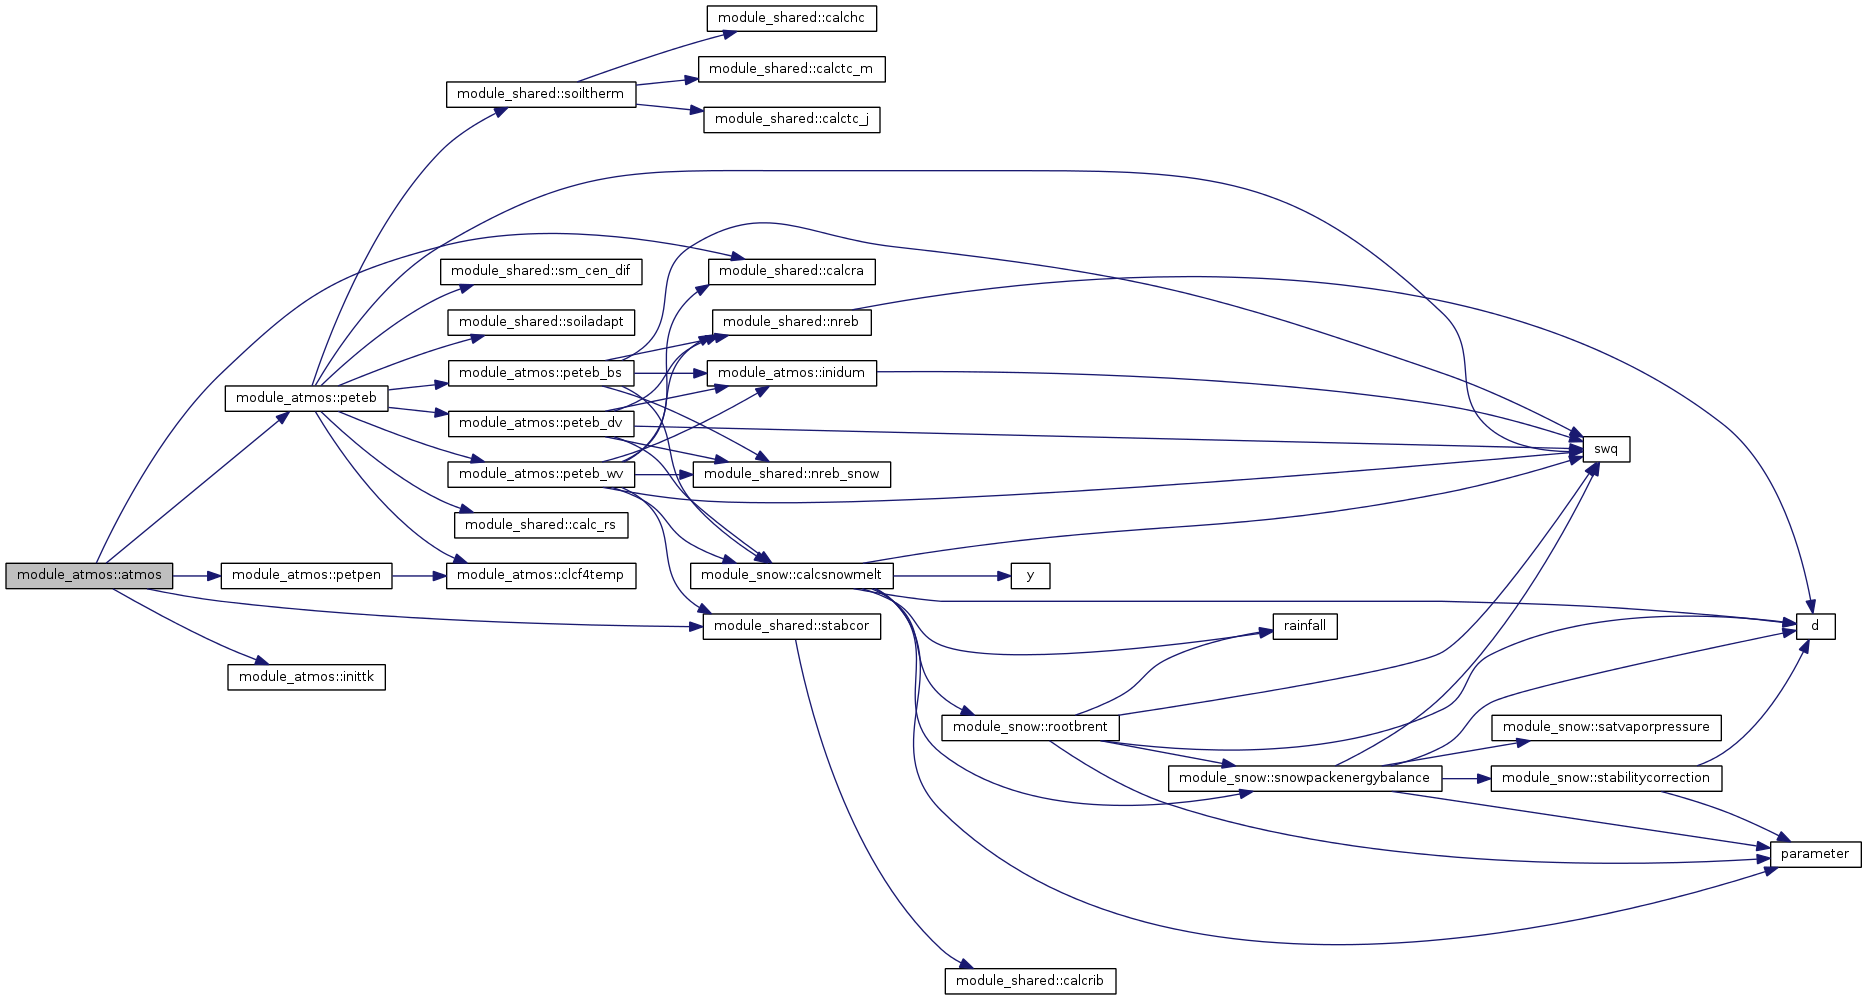 module_shared::calchc
module_shared::calctc_m
module_shared::soiltherm
module_shared::calctc_j
module_shared::sm_cen_dif
module_shared::calcra
module_shared::soiladapt
module_shared::nreb
module_atmos::peteb_bs
module_atmos::inidum
module_atmos::peteb
module_atmos::peteb_dv
swq
module_atmos::peteb_wv
module_shared::nreb_snow
module_shared::calc_rs
module_atmos::atmos
module_atmos::petpen
module_atmos::clcf4temp
module_snow::calcsnowmelt
y
module_shared::stabcor
rainfall
d
module_atmos::inittk
module_snow::rootbrent
module_snow::satvaporpressure
module_snow::snowpackenergybalance
module_snow::stabilitycorrection
parameter
module_shared::calcrib